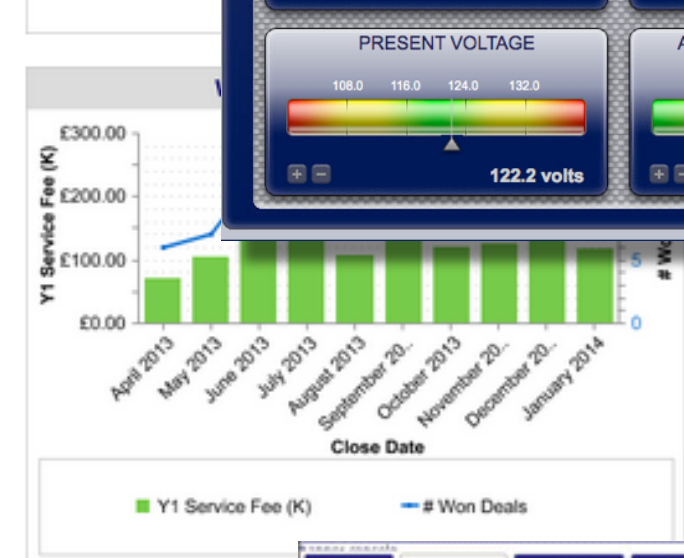 PRESENT VOLTAGE
108.0 116.0 124.0 132.0
122.2 volts
£300.00
£200.00
£100.00
£0.00
Y1 Service Fee (K)
5
0
April 2013
May 2013
June 2013
July 2013
August 2013
September 20..
October 2013
November 20..
December 20..
January 2014
Close Date
Y1 Service Fee (K) # Won Deals